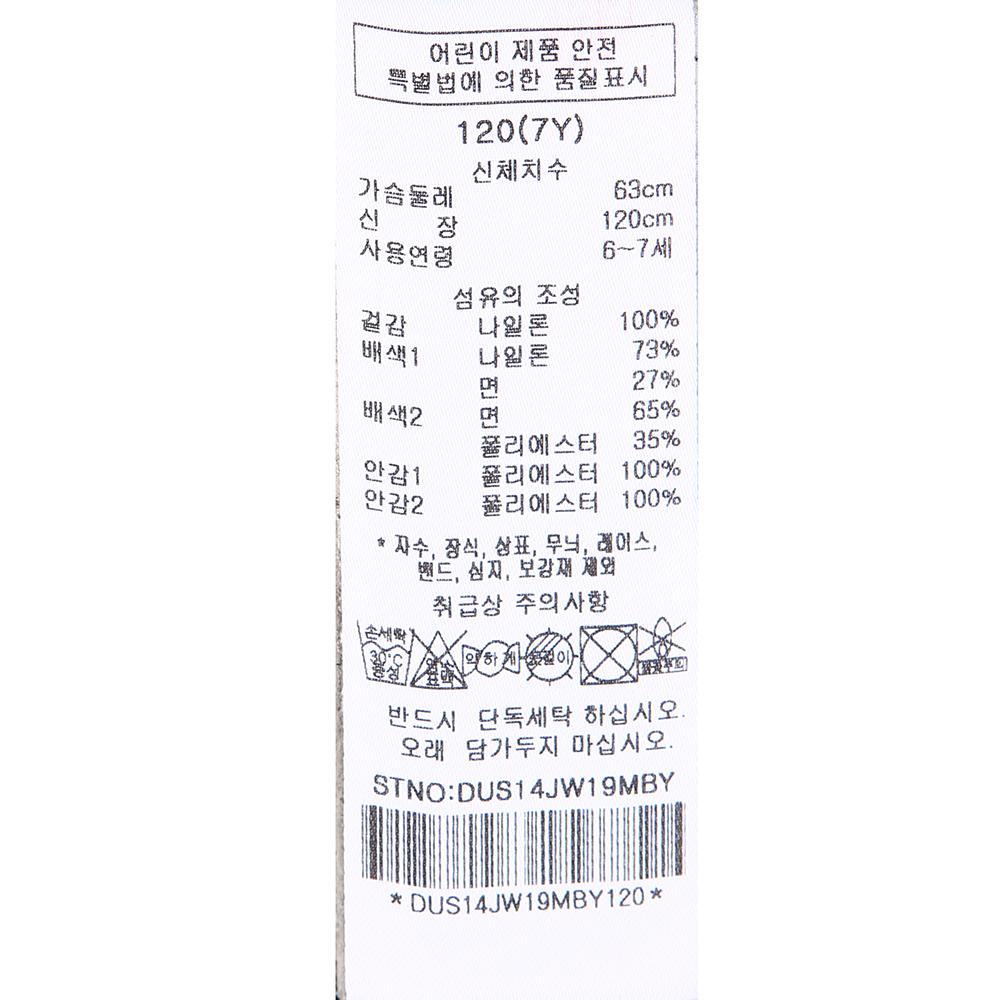 어린이 제품 안전
특별법에 의한 품질표시
120(7Y)
신체치수
가슴둘레 63cm
신 장 120cm
사용연령 6~7세
섬유의 조성
겉감 나일론 100%
배색1 나일론 73%
면 27%
배색2 면 65%
폴리에스터 35%
안감1 폴리에스터 100%
안감2 폴리에스터 100%
* 자수, 장식, 상표, 무늬, 레이스,
밴드, 심지, 보강재 제외
취급상 주의사항
손세탁 30°C 중성 염소 표백 약하게
반드시 단독세탁 하십시오.
오래 담가두지 마십시오.
STNO:DUS14JW19MBY
*DUS14JW19MBY120*